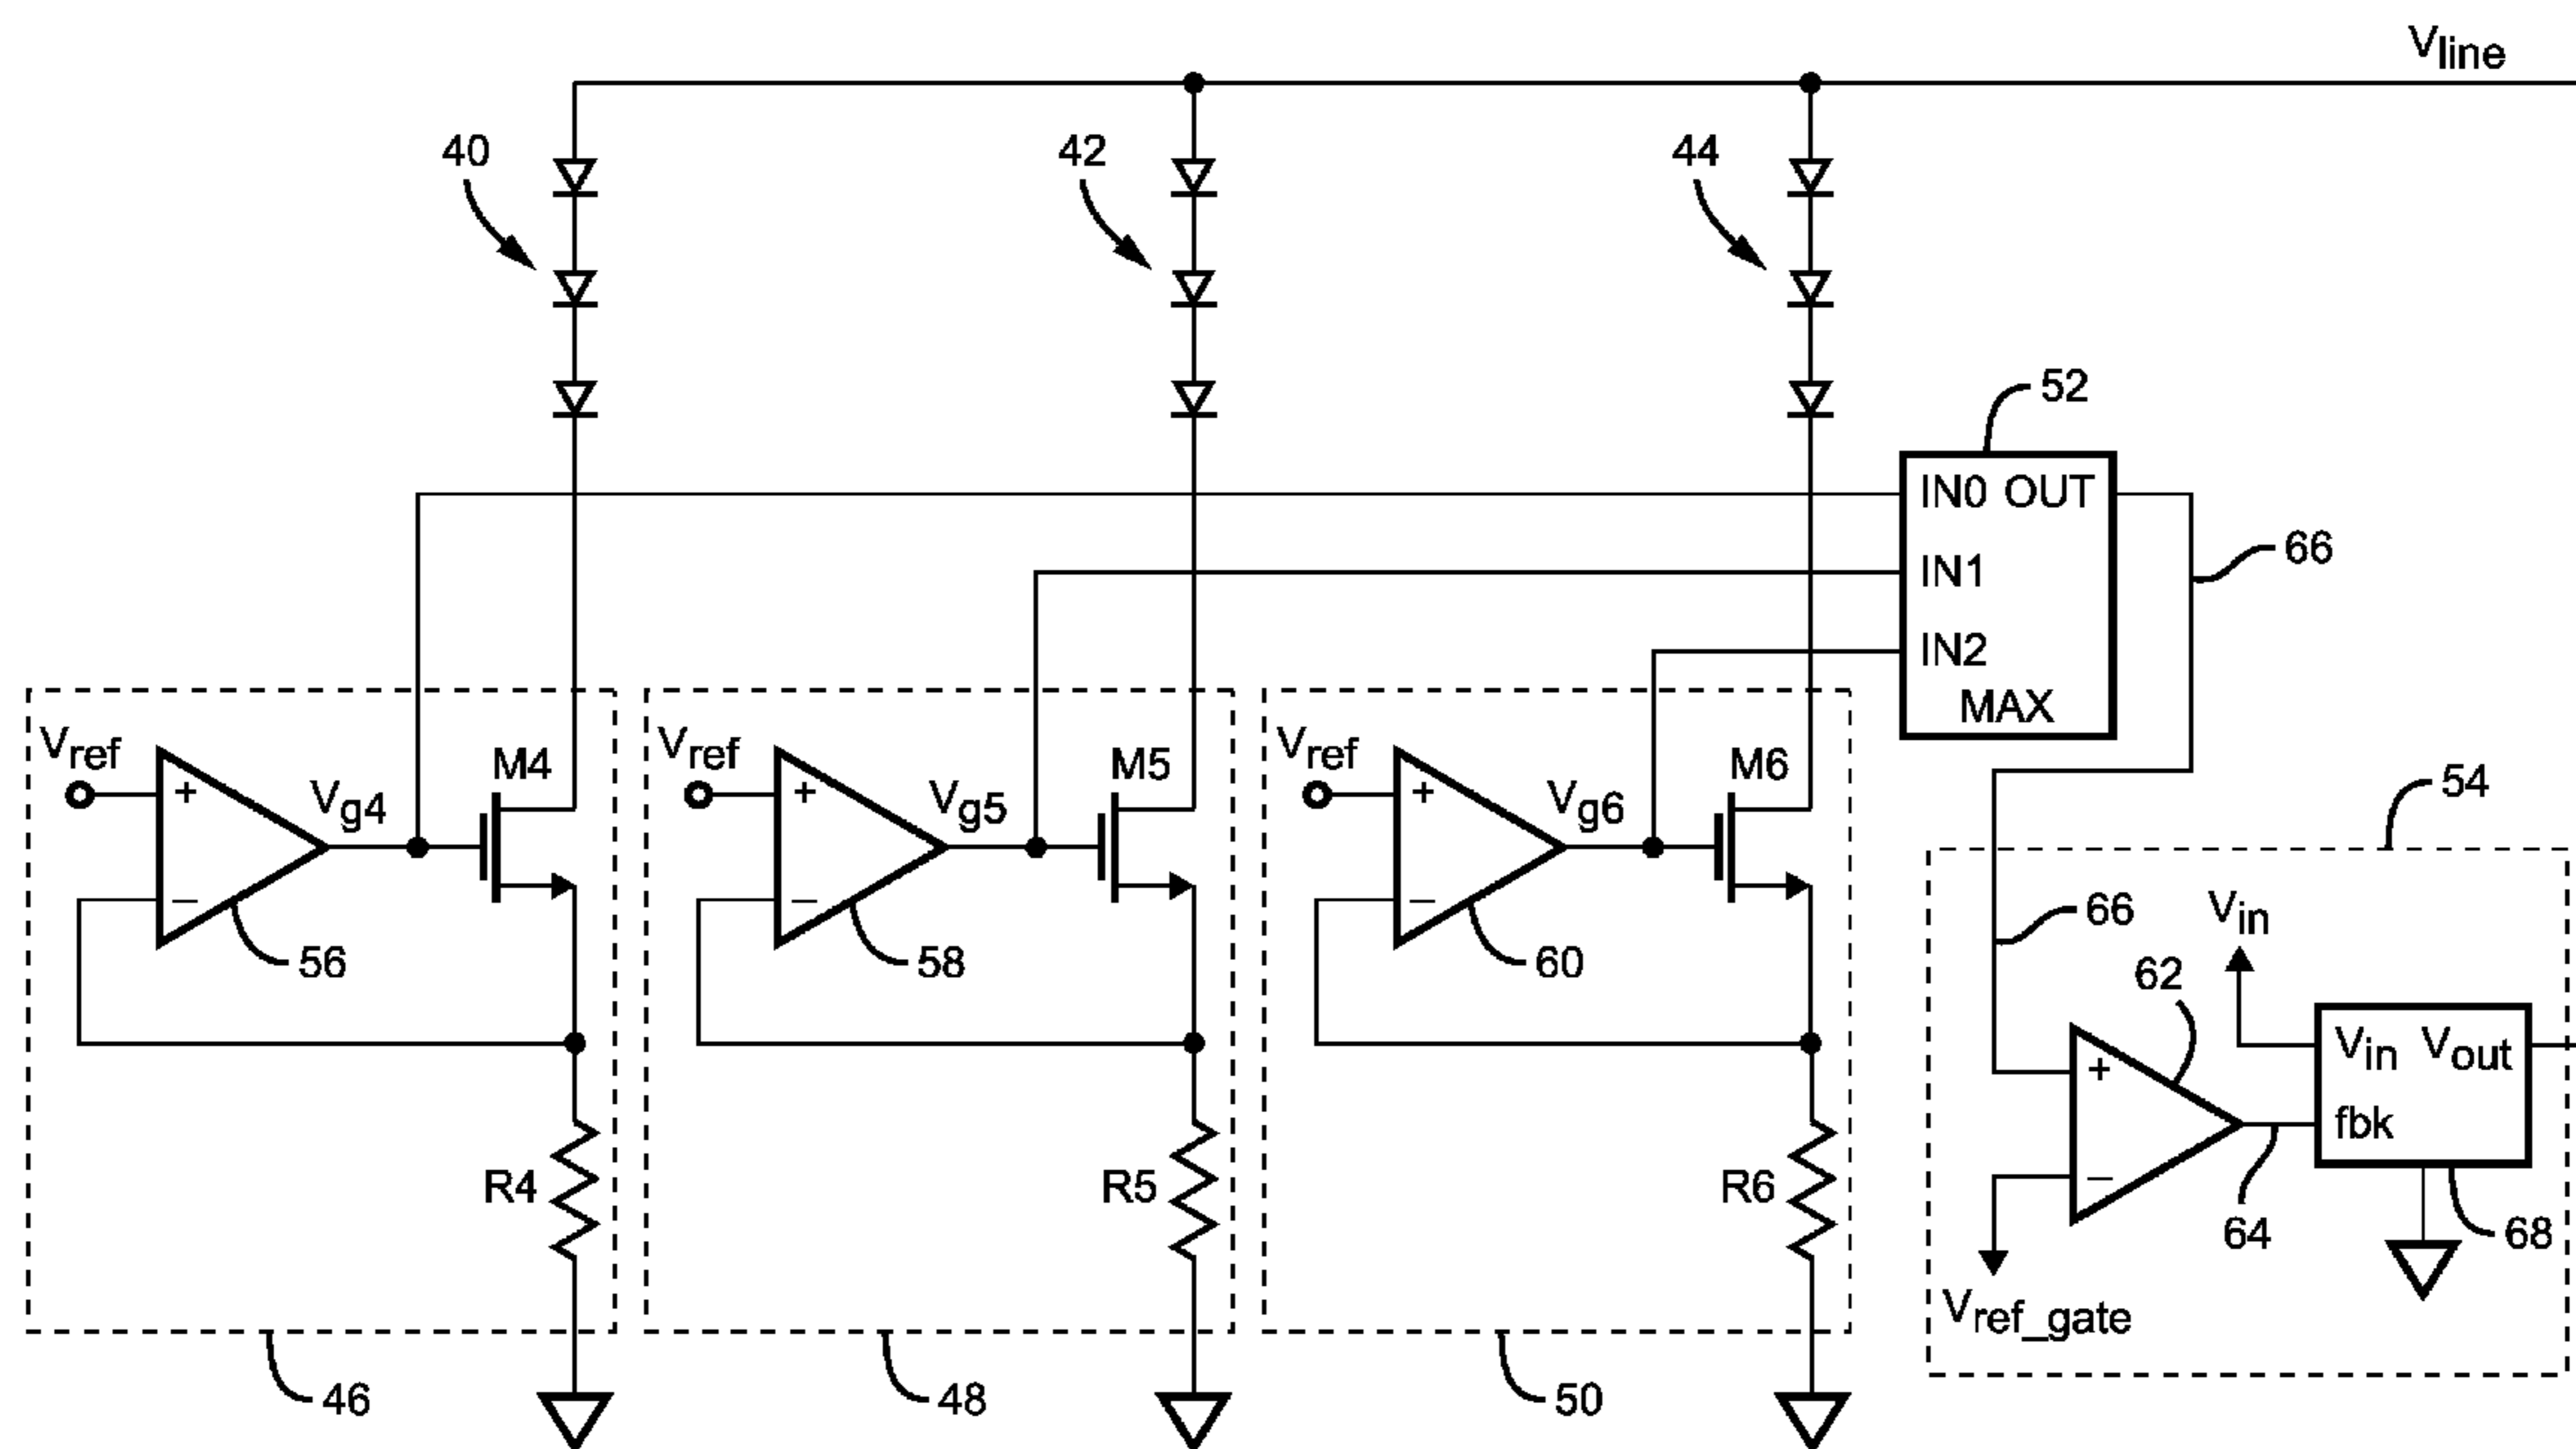 Vline
40
42
44
52
IN0 OUT
66
IN1
IN2
MAX
Vref
M4
Vg4
Vref
M5
Vg5
Vref
M6
Vg6
54
+
+
+
−
−
−
56
58
60
66
Vin
62
Vin Vout
+
fbk
−
R4
R5
R6
64
68
Vref_gate
46
48
50